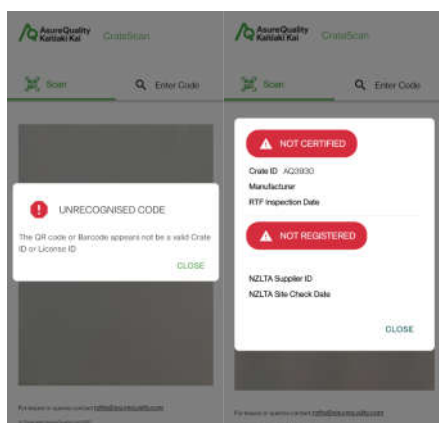 AsureQuality
Kaitiaki Kai
CrateScan
Scan
Enter Code
UNRECOGNISED CODE
The QR code or Barcode appears not be a valid Crate
ID or License ID
CLOSE
AsureQuality
Kaitiaki Kai
CrateScan
Scan
Enter Code
NOT CERTIFIED
Crate ID AQ3930
Manufacturer
RTF Inspection Date
NOT REGISTERED
NZLTA Supplier ID
NZLTA Site Check Date
CLOSE